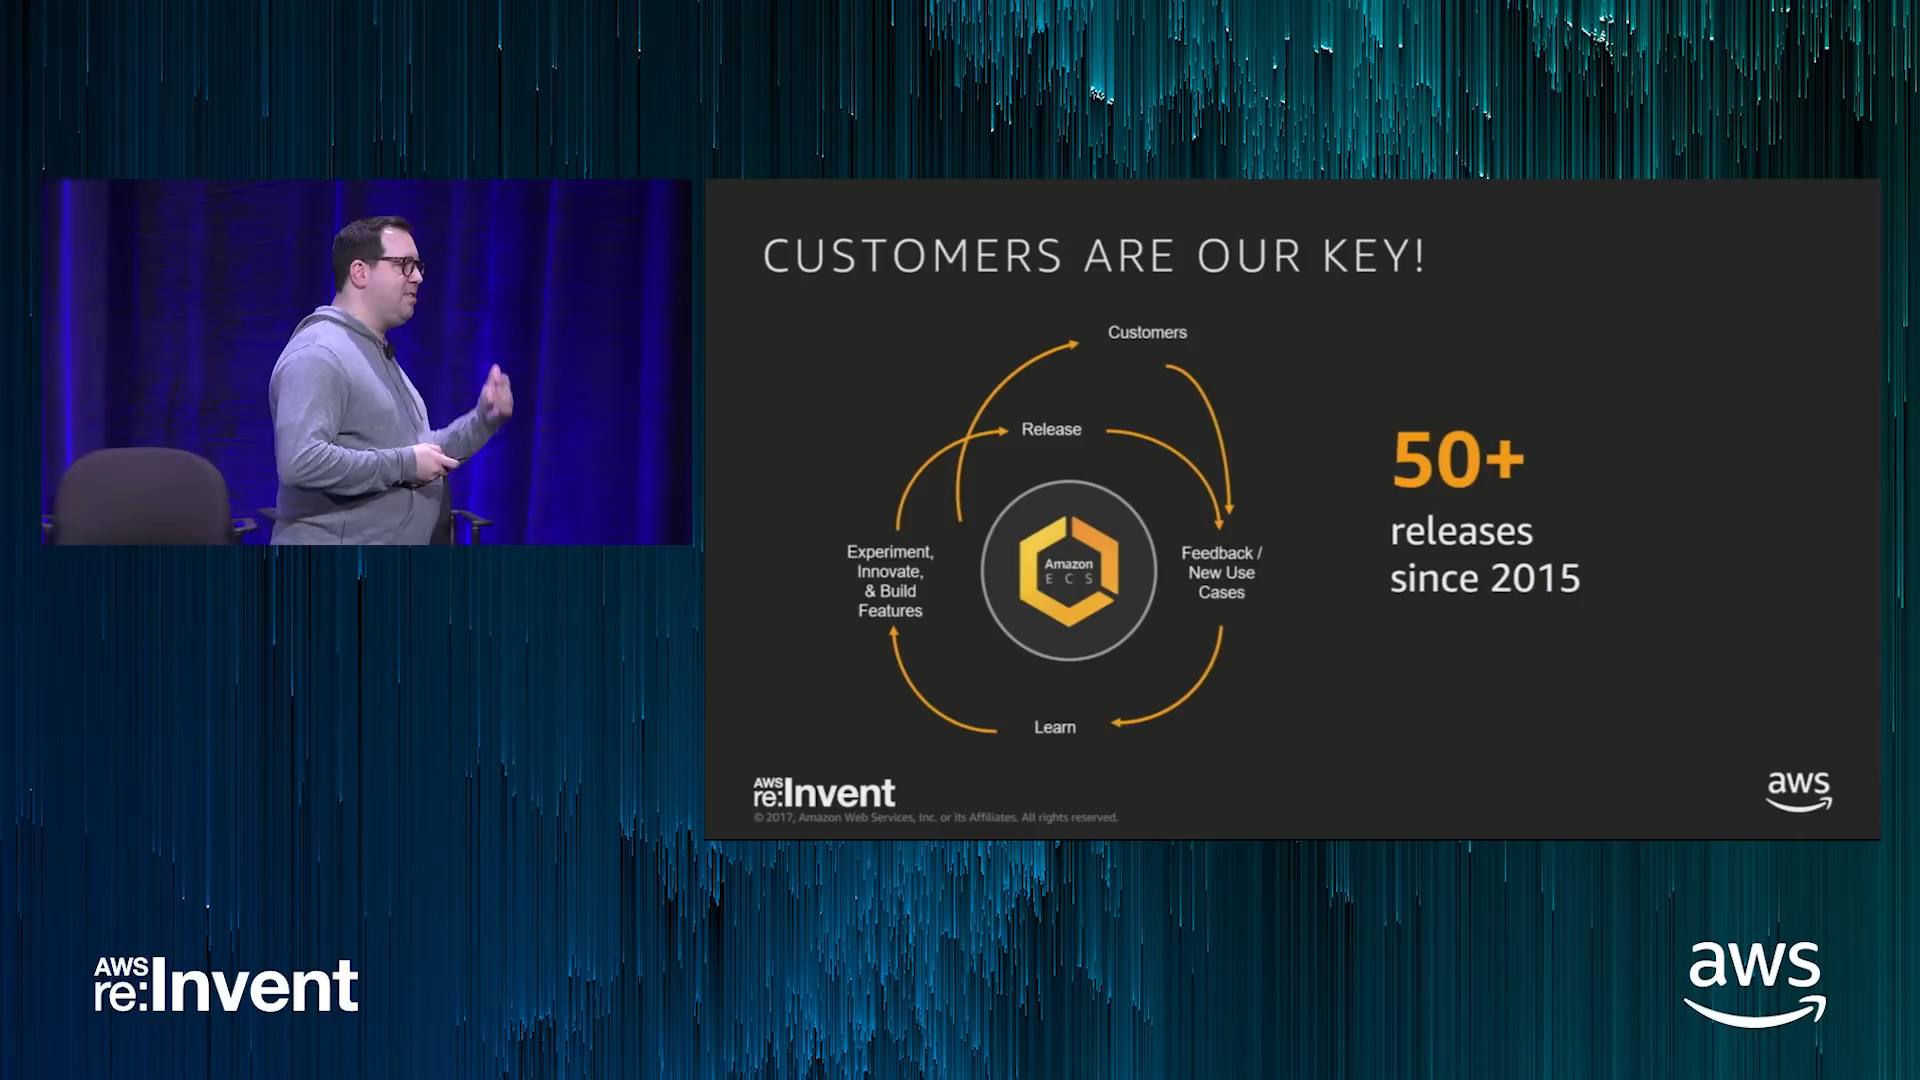 CUSTOMERS ARE OUR KEY!
Customers
Release
Experiment,
Innovate,
& Build
Features
Amazon
E C S
Feedback /
New Use
Cases
Learn
50+
releases
since 2015
AWS
re:Invent
© 2017, Amazon Web Services, Inc. or its Affiliates. All rights reserved.
aws
AWS
re:Invent
aws